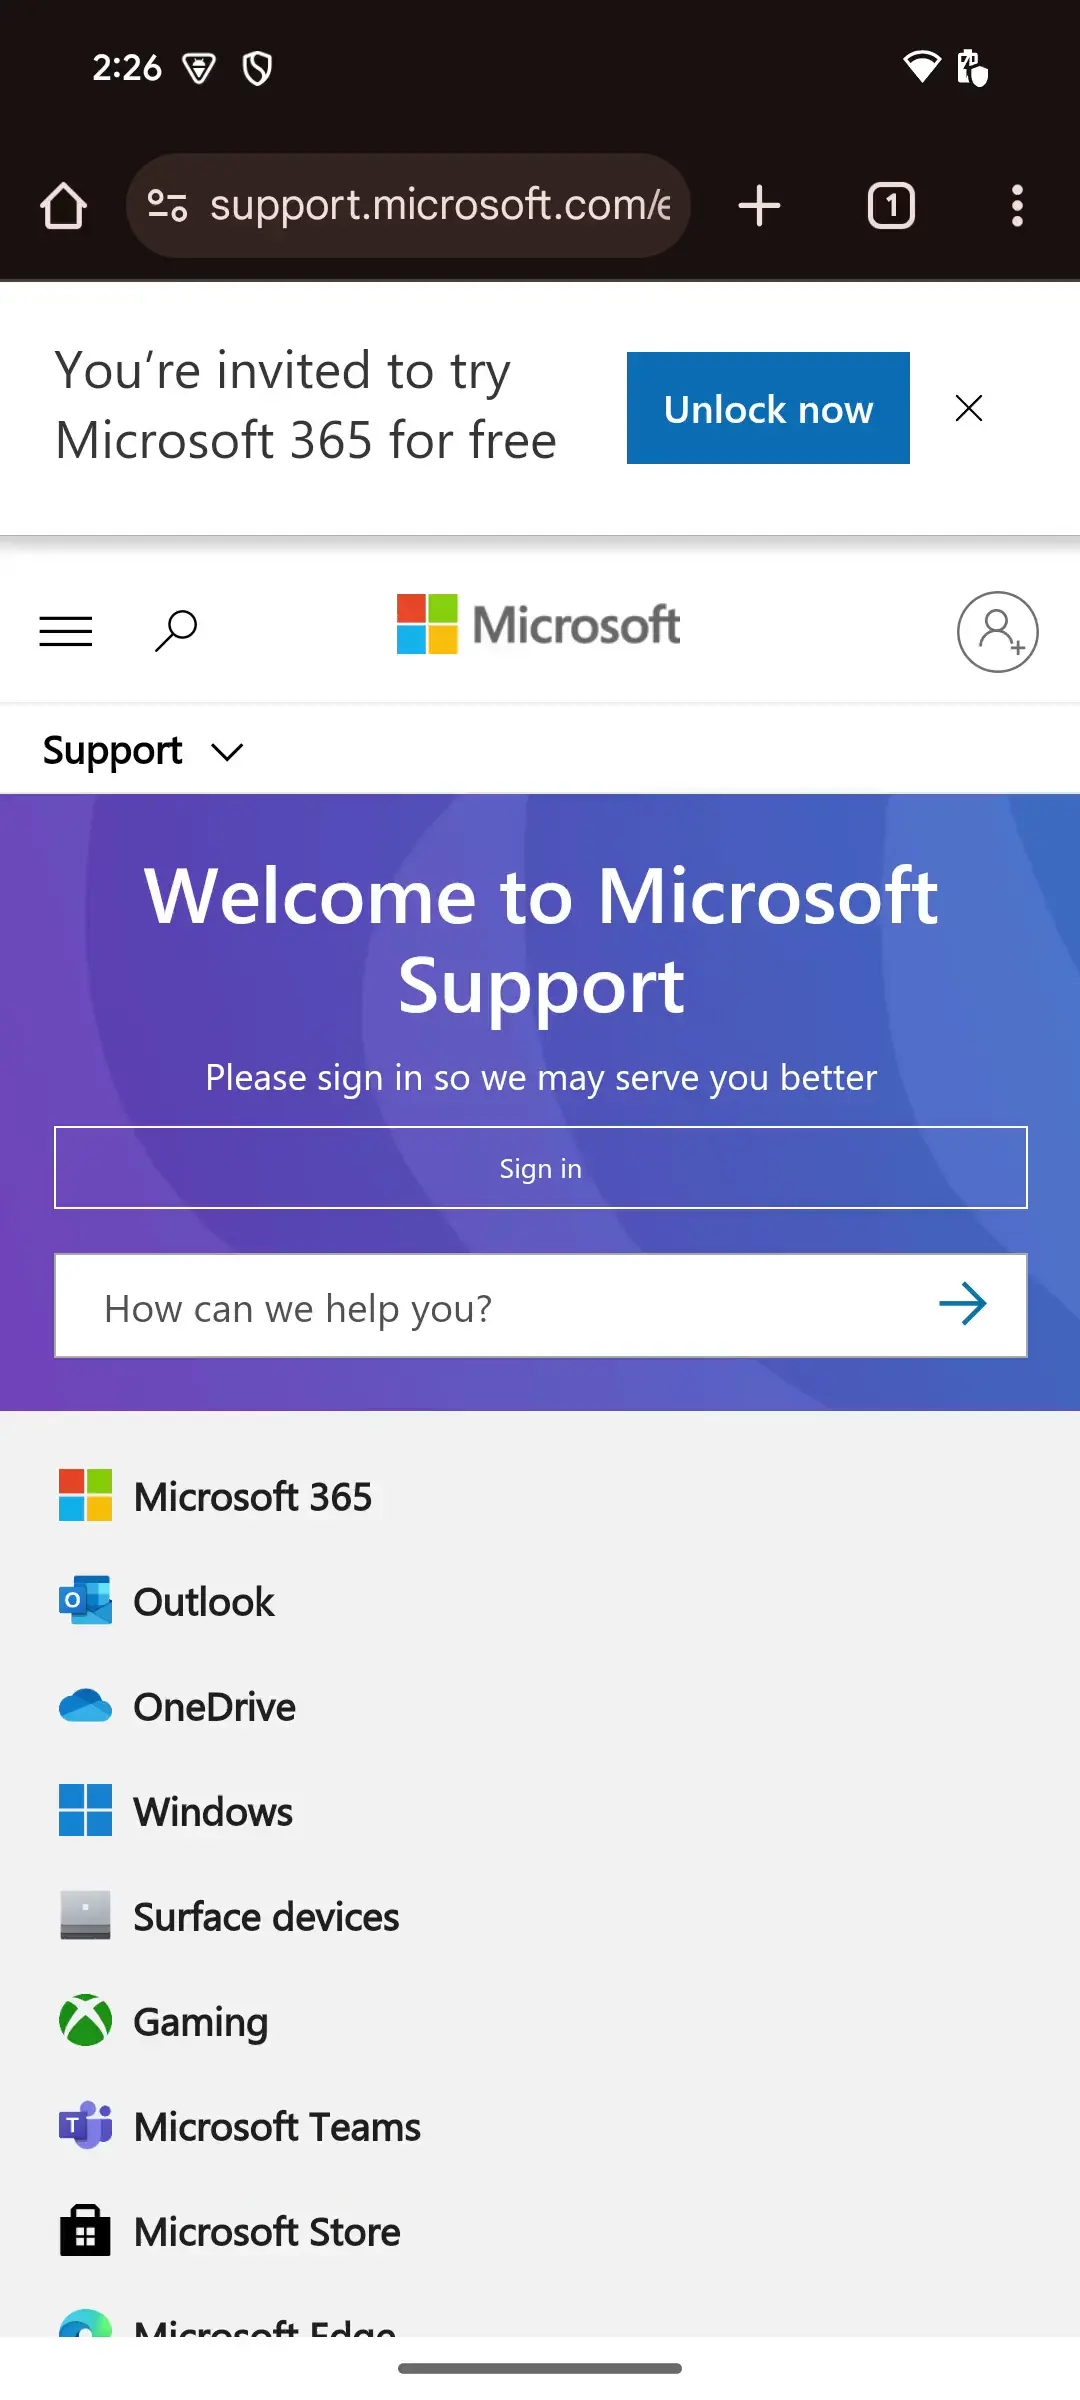 2:26
support.microsoft.com/e
1
You're invited to try
Microsoft 365 for free
Unlock now
Microsoft
Support
Welcome to Microsoft
Support
Please sign in so we may serve you better
Sign in
How can we help you?
Microsoft 365
Outlook
OneDrive
Windows
Surface devices
Gaming
Microsoft Teams
Microsoft Store
Microsoft Edge